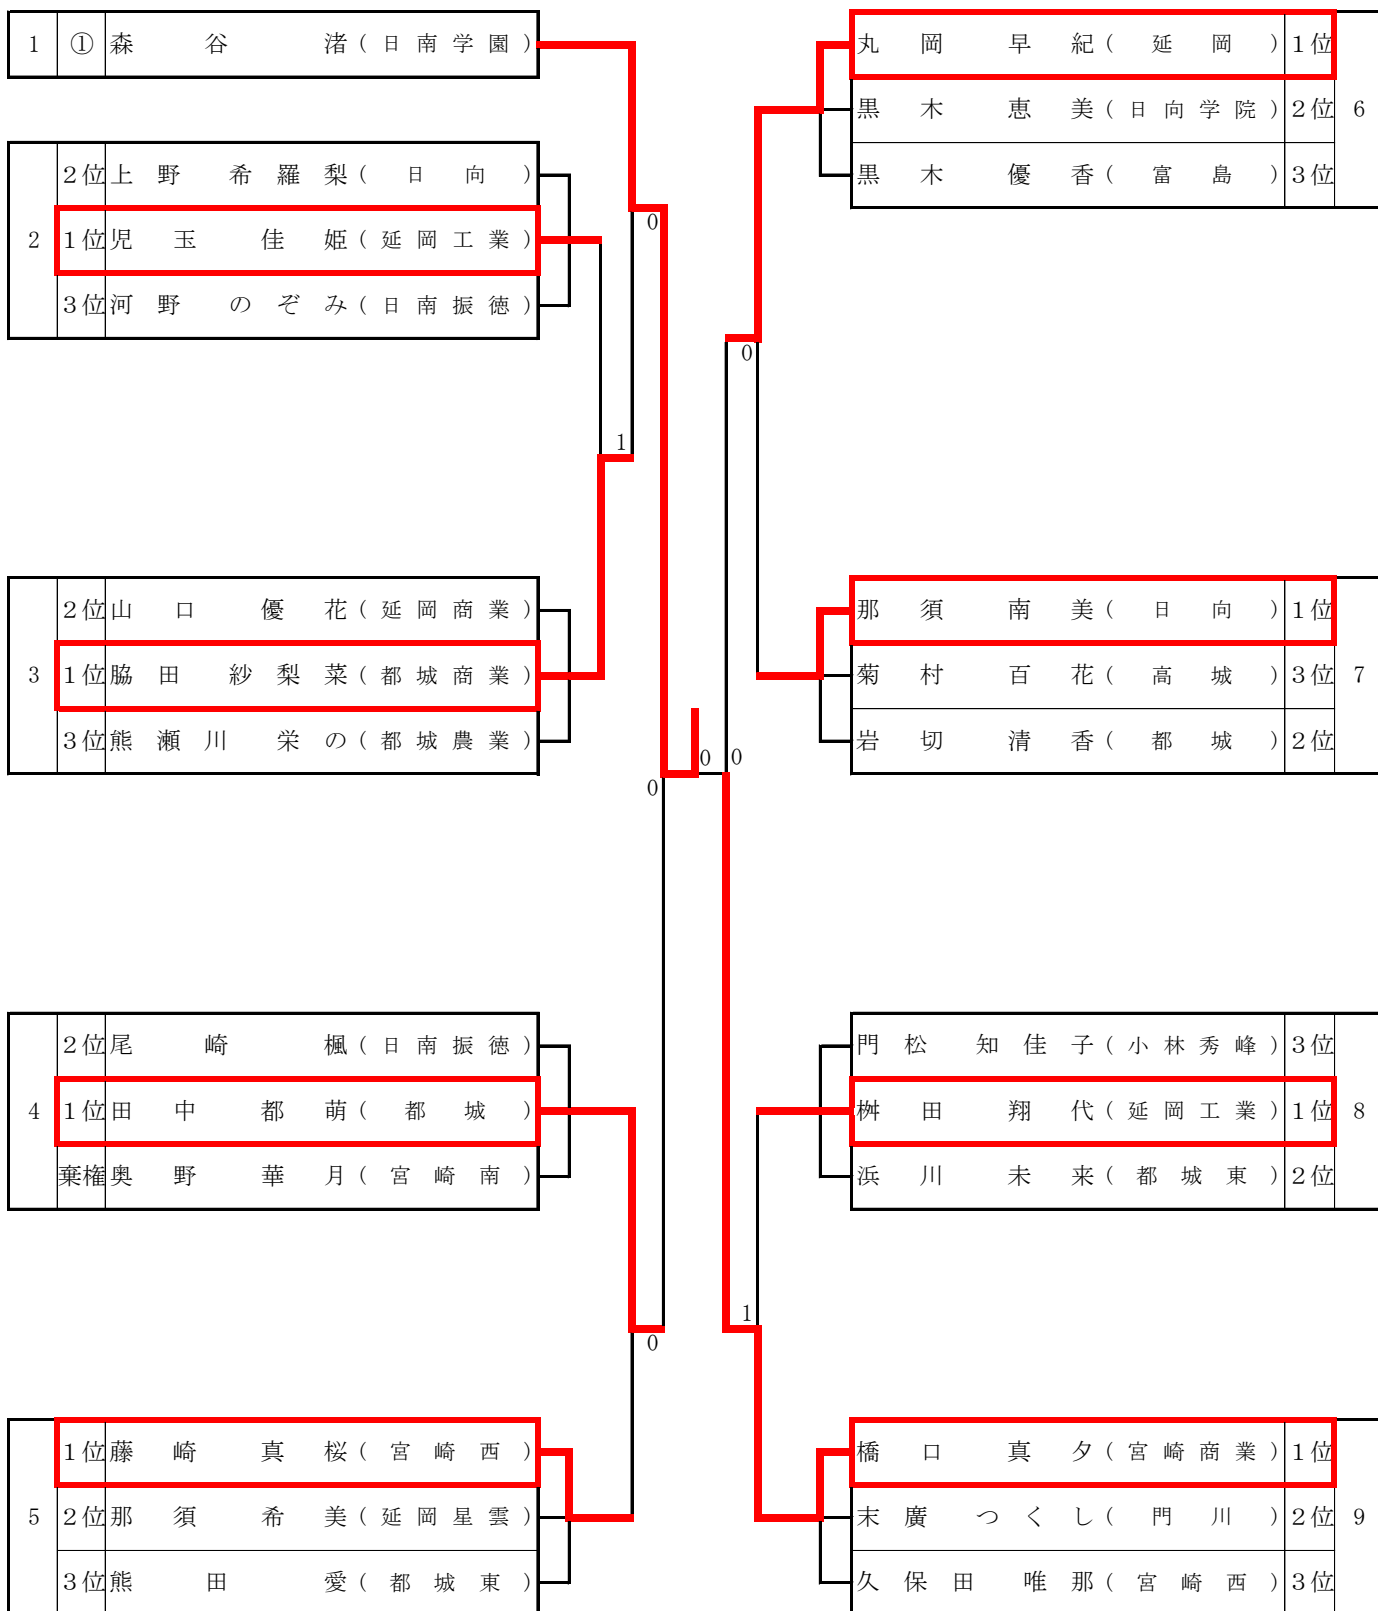 1 ① 森谷渚(日南学園)
2位 上野希羅梨(日向)
2 1位 児玉佳姫(延岡工業)
3位 河野のぞみ(日南振徳)
2位 山口優花(延岡商業)
3 1位 脇田紗梨菜(都城商業)
3位 熊瀬川栄の(都城農業)
2位 尾崎楓(日南振徳)
4 1位 田中都萌(都城)
棄権 奥野華月(宮崎南)
1位 藤崎真桜(宮崎西)
5 2位 那須希美(延岡星雲)
3位 熊田愛(都城東)
0
1
0
0
0 0
0
1
丸岡早紀(延岡) 1位
黒木恵美(日向学院) 2位 6
黒木優香(富島) 3位
那須南美(日向) 1位
菊村百花(高城) 3位 7
岩切清香(都城) 2位
門松知佳子(小林秀峰) 3位
桝田翔代(延岡工業) 1位 8
浜川未来(都城東) 2位
橋口真夕(宮崎商業) 1位
末廣つくし(門川) 2位 9
久保田唯那(宮崎西) 3位